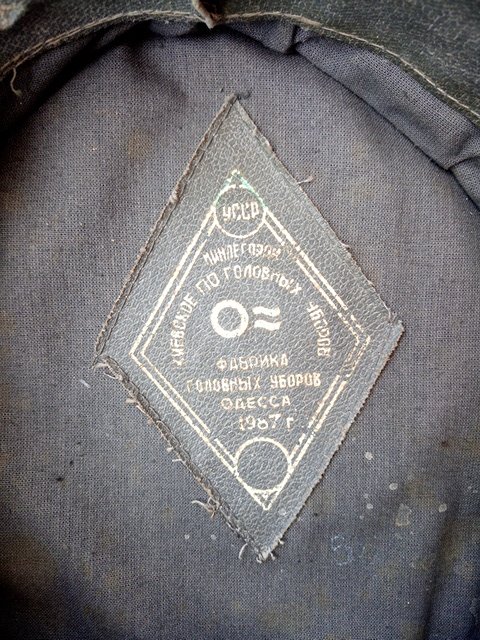 УССР
МИНЛЕГПРОМ
КИЕВСКОЕ ПО ГОЛОВНЫХ УБОРОВ
ФАБРИКА
ГОЛОВНЫХ УБОРОВ
ОДЕССА
1987 г